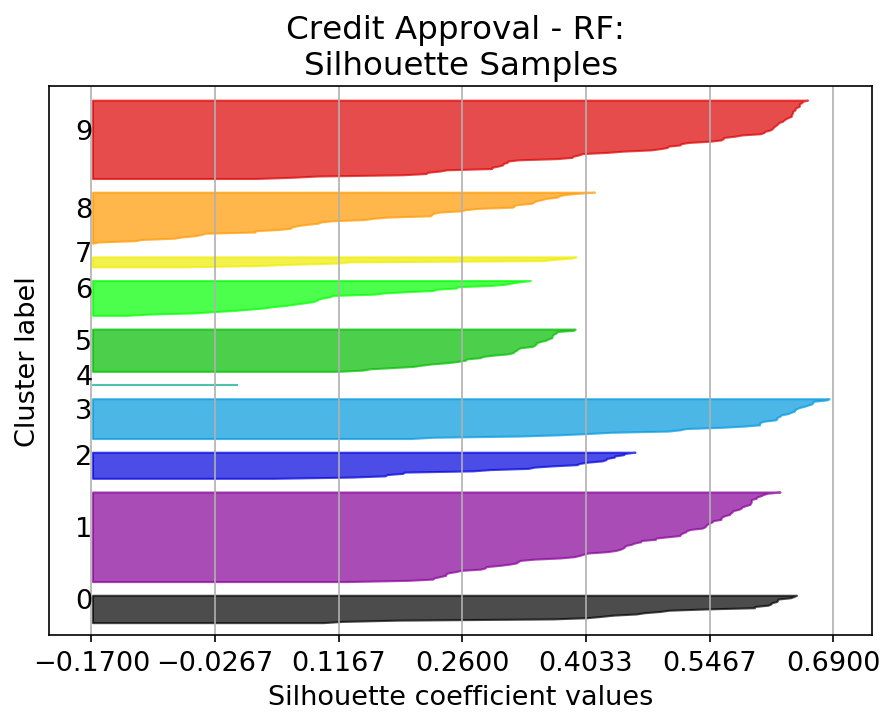 Credit Approval - RF:
Silhouette Samples
9
8
7
6
5
4
3
2
1
0
Cluster label
−0.1700 −0.0267 0.1167 0.2600 0.4033 0.5467 0.6900
Silhouette coefficient values